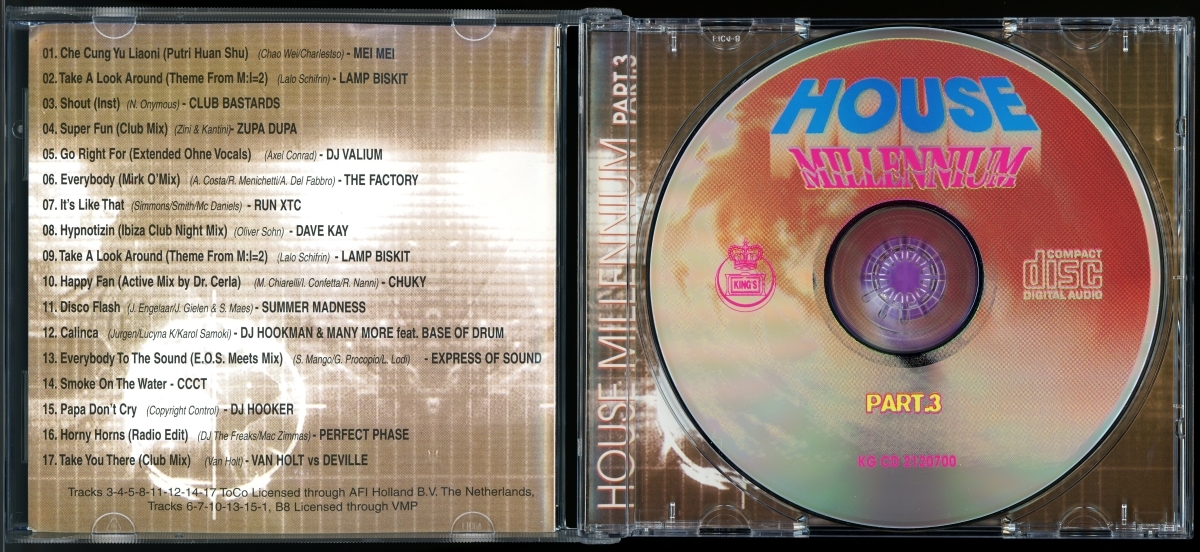 01. Che Cung Yu Liaoni (Putri Huan Shu) (Chao Wei/Charlestso) - MEI MEI
02. Take A Look Around (Theme From M:I=2) (Lalo Schifrin) - LAMP BISKIT
03. Shout (Inst) (N. Onymous) - CLUB BASTARDS
04. Super Fun (Club Mix) (Zini & Kantini)- ZUPA DUPA
05. Go Right For (Extended Ohne Vocals) (Axel Conrad) - DJ VALIUM
06. Everybody (Mirk O'Mix) (A. Costa/R. Menichetti/A. Del Fabbro) - THE FACTORY
07. It's Like That (Simmons/Smith/Mc Daniels) - RUN XTC
08. Hypnotizin (Ibiza Club Night Mix) (Oliver Sohn) - DAVE KAY
09. Take A Look Around (Theme From M:I=2) (Lalo Schifrin) - LAMP BISKIT
10. Happy Fan (Active Mix by Dr. Cerla) (M. Chiarelli/I. Confetta/R. Nanni) - CHUKY
11. Disco Flash (J. Engelaar/J. Gielen & S. Maes) - SUMMER MADNESS
12. Calinca (Jurgen/Lucyna K/Karol Samoki) - DJ HOOKMAN & MANY MORE feat. BASE OF DRUM
13. Everybody To The Sound (E.O.S. Meets Mix) (S. Mango/G. Procopio/L. Lodi) - EXPRESS OF SOUND
14. Smoke On The Water - CCCT
15. Papa Don't Cry (Copyright Control) - DJ HOOKER
16. Horny Horns (Radio Edit) (DJ The Freaks/Mac Zimmas) - PERFECT PHASE
17. Take You There (Club Mix) (Van Holt) - VAN HOLT vs DEVILLE
Tracks 3-4-5-8-11-12-14-17 ToCo Licensed through AFI Holland B.V. The Netherlands,
Tracks 6-7-10-13-15-1, B8 Licensed through VMP
HOUSE MILLENNIUM PART.3
HOUSE
MILLENNIUM
KING'S
COMPACT
disc
DIGITAL AUDIO
PART.3
KG CD 2120700